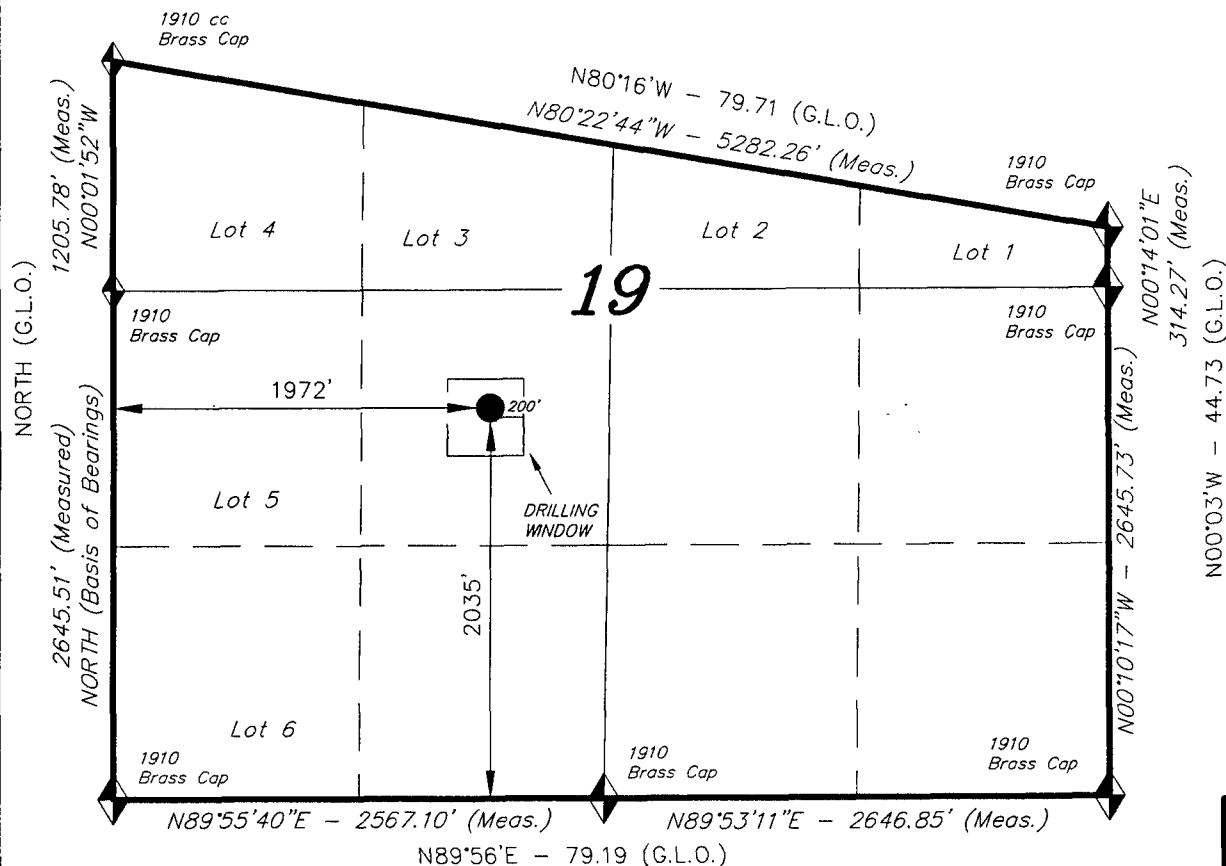 1910 cc
Brass Cap
N80°16'W - 79.71 (G.L.O.)
N80°22'44"W - 5282.26' (Meas.)
1910
Brass Cap
1205.78' (Meas.)
N00°01'52"W
Lot 4
Lot 3
Lot 2
Lot 1
N00°14'01"E
314.27' (Meas.)
19
NORTH (G.L.O.)
1910
Brass Cap
1910
Brass Cap
N00°03'W - 44.73 (G.L.O.)
1972'
200'
2645.51' (Measured)
NORTH (Basis of Bearings)
N00°10'17"W - 2645.73' (Meas.)
Lot 5
DRILLING
WINDOW
2035'
Lot 6
1910
Brass Cap
1910
Brass Cap
1910
Brass Cap
N89°55'40"E - 2567.10' (Meas.)
N89°53'11"E - 2646.85' (Meas.)
N89°56'E - 79.19 (G.L.O.)